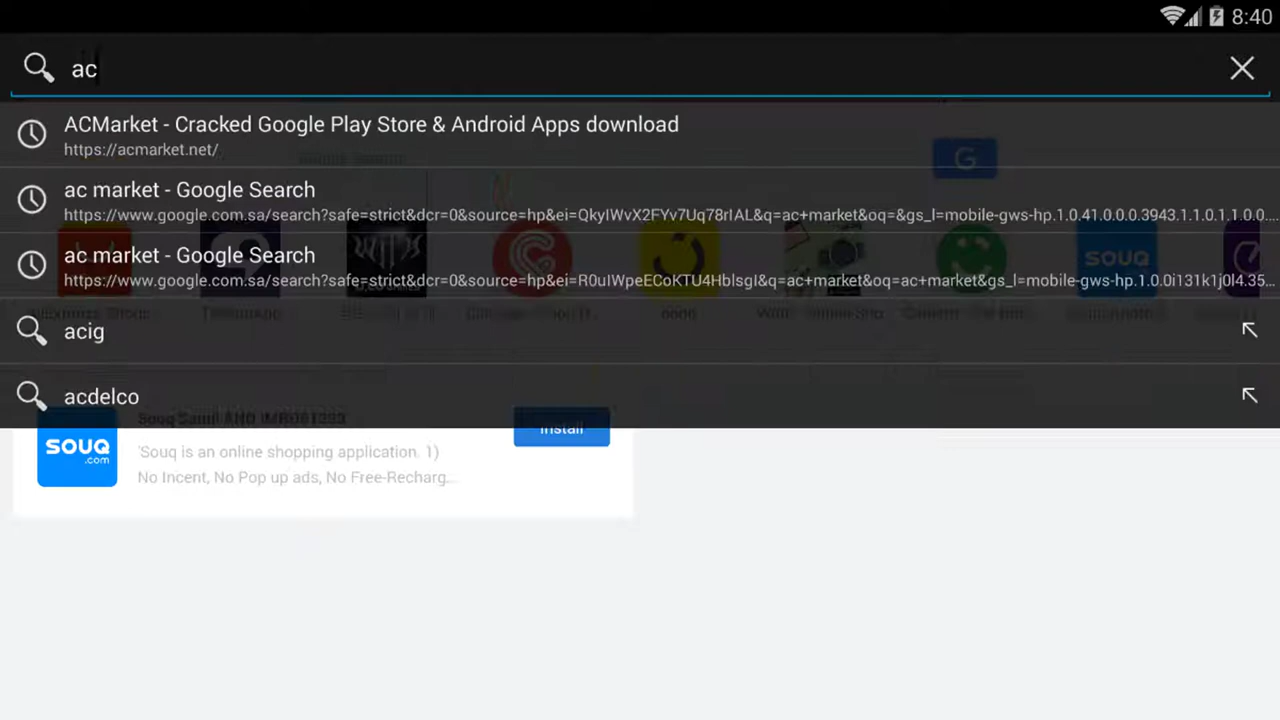 8:40
ac
ACMarket - Cracked Google Play Store & Android Apps download
https://acmarket.net/
G
ac market - Google Search
https://www.google.com.sa/search?safe=strict&dcr=0&source=hp&ei=QkyIWvX2FYv7Uq78rIAL&q=ac+market&oq=&gs_l=mobile-gws-hp.1.0.41.0.0.0.3943.1.1.0.1.1.0.0....
ac market - Google Search
https://www.google.com.sa/search?safe=strict&dcr=0&source=hp&ei=R0uIWpeECoKTU4HblsgI&q=ac+market&oq=ac+market&gs_l=mobile-gws-hp.1.0.0i131k1j0l4.35...
SOUQ
acig
acdelco
Souq
Install
SOUQ
.com
'Souq is an online shopping application. 1)
No Incent, No Pop up ads, No Free-Recharg...